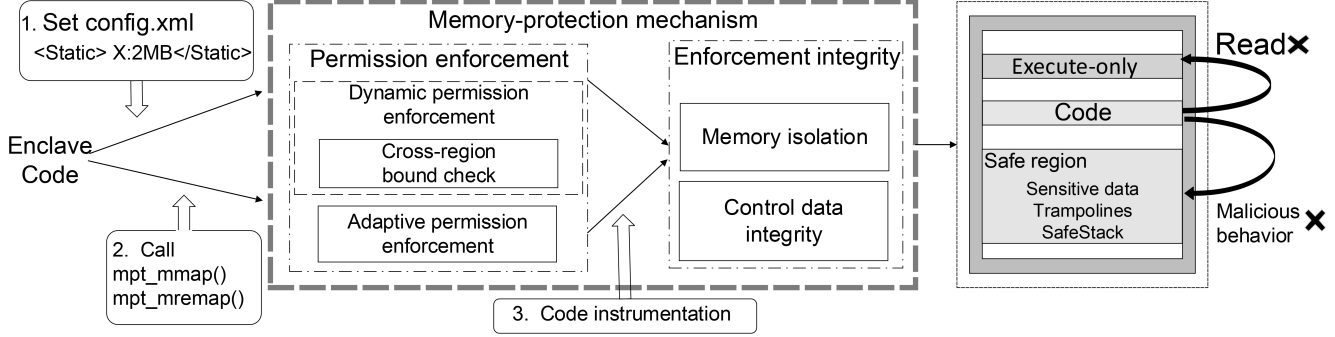 1. Set config.xml
<Static> X:2MB</Static>
Enclave
Code
2. Call
mpt_mmap()
mpt_mremap()
Memory-protection mechanism
Permission enforcement
Dynamic permission
enforcement
Cross-region
bound check
Adaptive permission
enforcement
Enforcement integrity
Memory isolation
Control data
integrity
3. Code instrumentation
Execute-only
Code
Safe region
Sensitive data
Trampolines
SafeStack
Read
Malicious
behavior